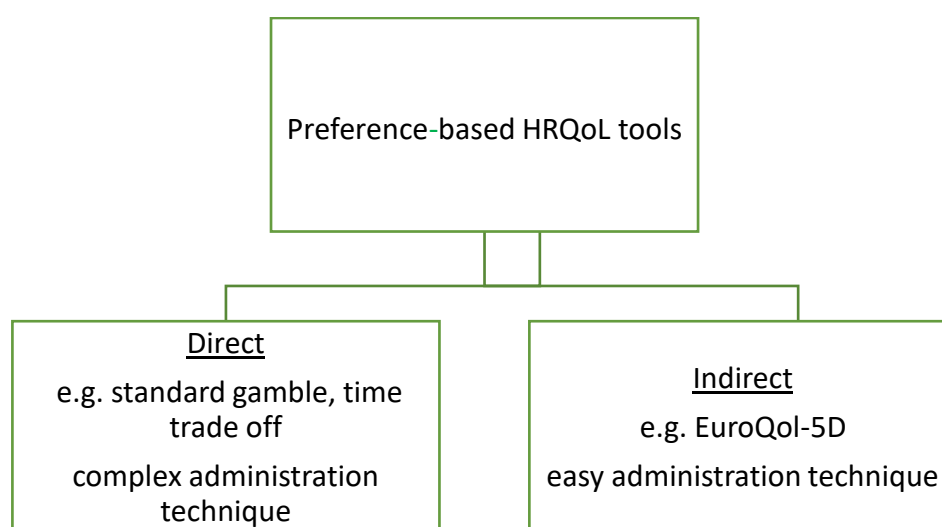 Preference-based HRQoL tools
Direct
e.g. standard gamble, time
trade off
complex administration
technique
Indirect
e.g. EuroQol-5D
easy administration technique